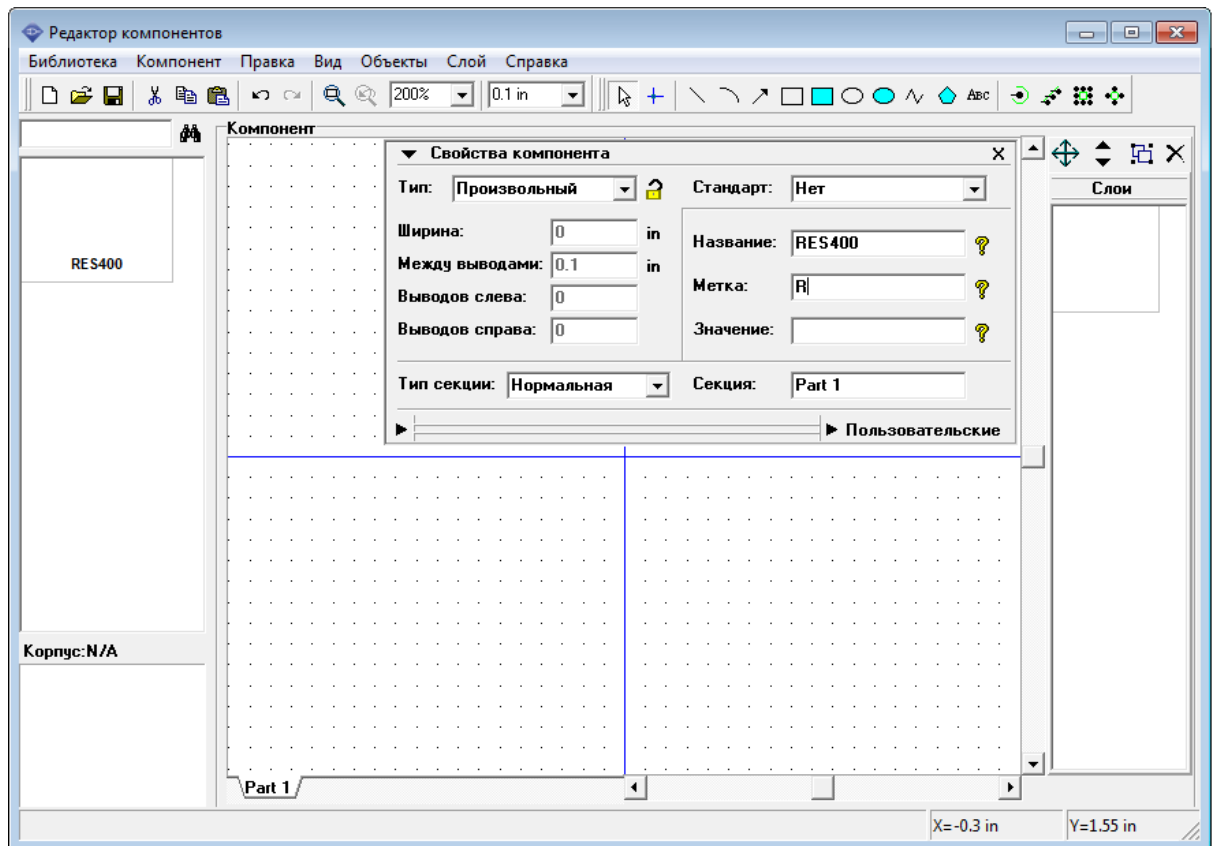 Редактор компонентов
Библиотека Компонент Правка Вид Объекты Слой Справка
200% 0.1 in ABC
Компонент
Свойства компонента X
Слои
Тип: Произвольный Стандарт: Нет
Ширина: 0 in
Название: RES400
RES400
Между выводами: 0.1 in
Метка: R
Выводов слева: 0
Выводов справа: 0
Значение:
Тип секции: Нормальная Секция: Part 1
Пользовательские
Корпус:N/A
Part 1
X=-0.3 in Y=1.55 in